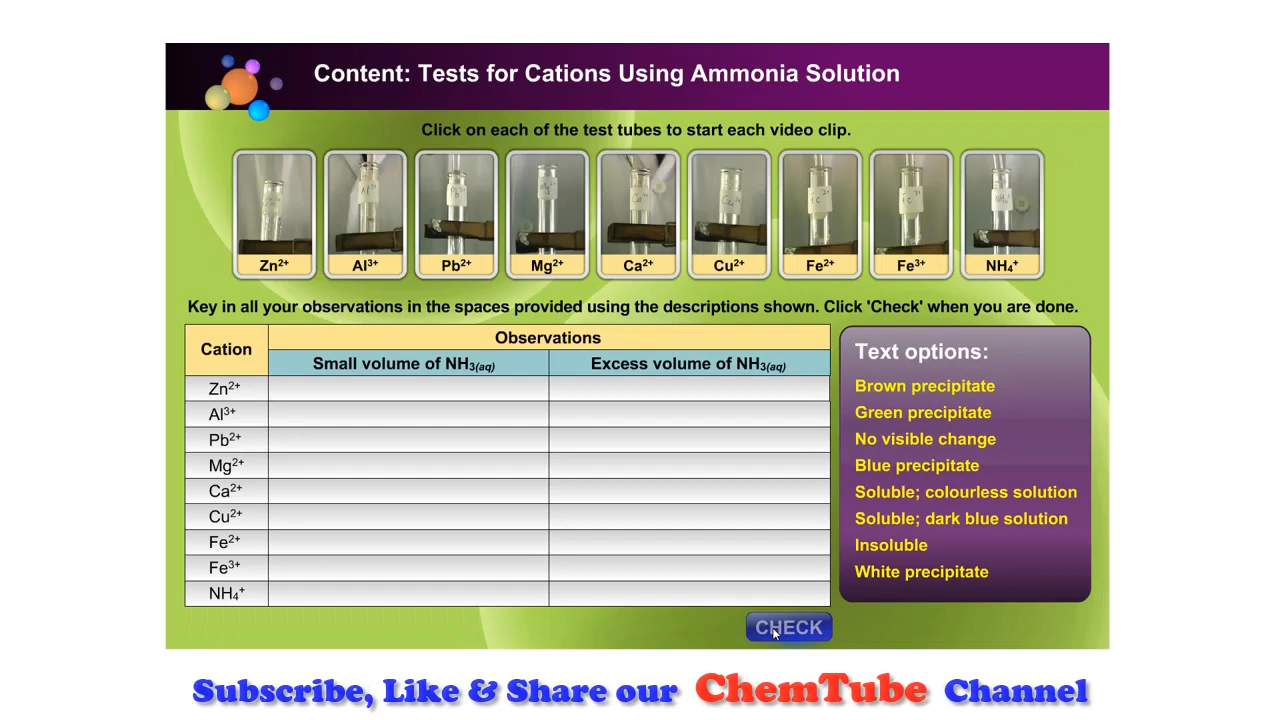 Content: Tests for Cations Using Ammonia Solution
Click on each of the test tubes to start each video clip.
Zn²⁺ Al³⁺ Pb²⁺ Mg²⁺ Ca²⁺ Cu²⁺ Fe²⁺ Fe³⁺ NH₄⁺
Key in all your observations in the spaces provided using the descriptions shown. Click 'Check' when you are done.
Cation
Observations
Small volume of NH₃(aq) Excess volume of NH₃(aq)
Zn²⁺
Al³⁺
Pb²⁺
Mg²⁺
Ca²⁺
Cu²⁺
Fe²⁺
Fe³⁺
NH₄⁺
Text options:
Brown precipitate
Green precipitate
No visible change
Blue precipitate
Soluble; colourless solution
Soluble; dark blue solution
Insoluble
White precipitate
CHECK
Subscribe, Like & Share our ChemTube Channel